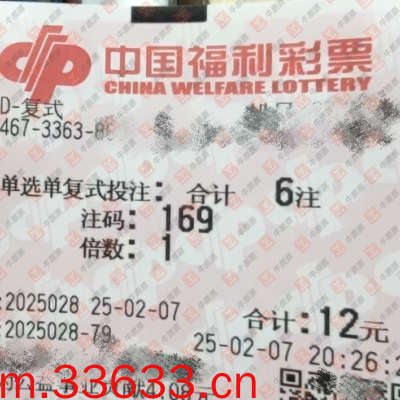 中国福利彩票
CHINA WELFARE LOTTERY
D-复式
467-3363-
单选单复式投注: 合计 6注
注码: 169
倍数: 1
:2025028 25-02-07 合计:12元
:2025028-79 25-02-07 20:26:2
m.33633.cn